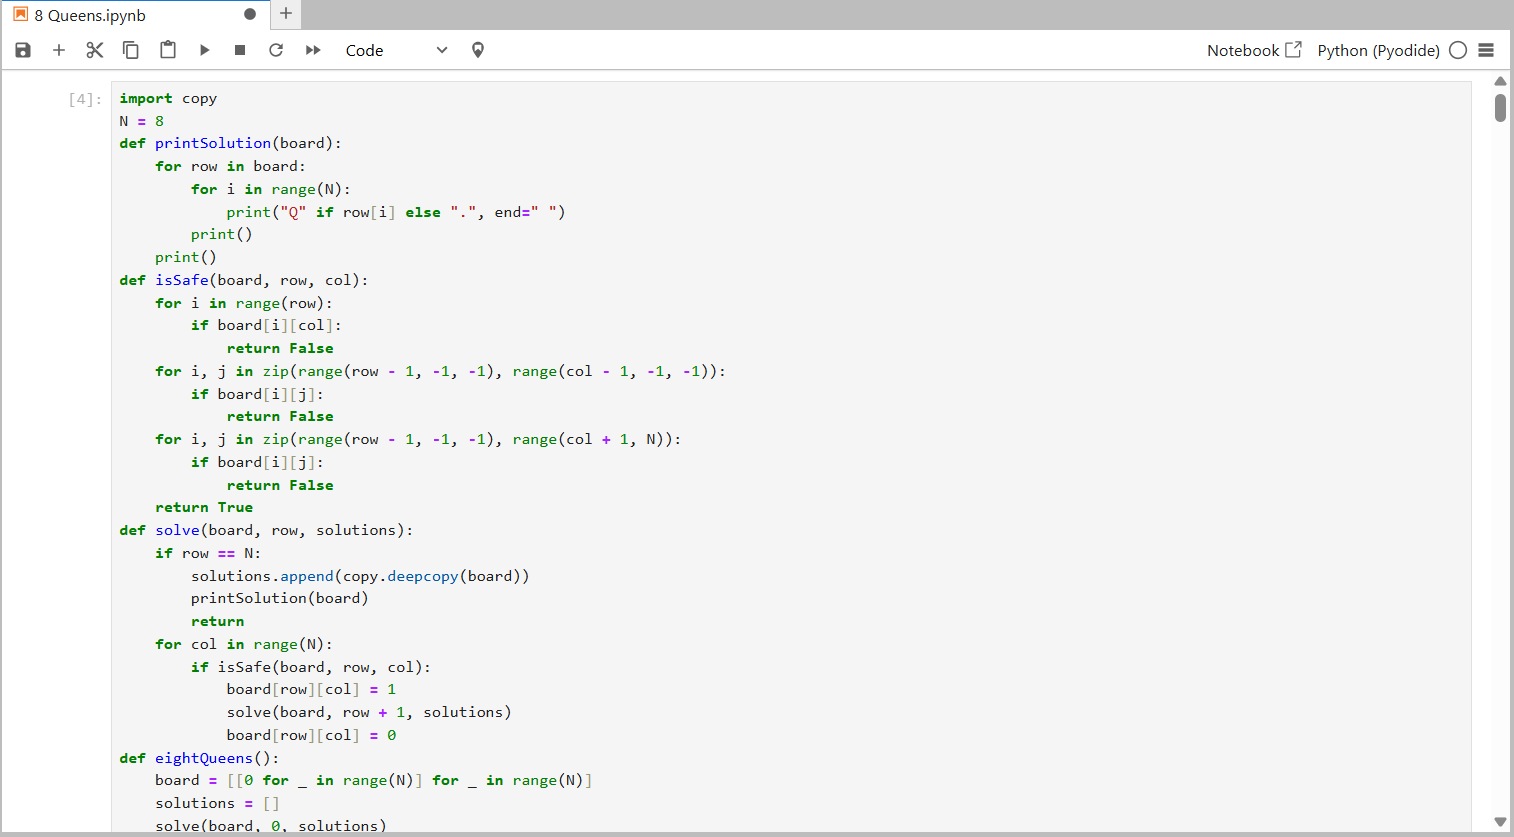 8 Queens.ipynb
Code
Notebook
Python (Pyodide)
[4]:
import copy
N = 8
def printSolution(board):
    for row in board:
        for i in range(N):
            print("Q" if row[i] else ".", end=" ")
        print()
    print()
def isSafe(board, row, col):
    for i in range(row):
        if board[i][col]:
            return False
    for i, j in zip(range(row - 1, -1, -1), range(col - 1, -1, -1)):
        if board[i][j]:
            return False
    for i, j in zip(range(row - 1, -1, -1), range(col + 1, N)):
        if board[i][j]:
            return False
    return True
def solve(board, row, solutions):
    if row == N:
        solutions.append(copy.deepcopy(board))
        printSolution(board)
        return
    for col in range(N):
        if isSafe(board, row, col):
            board[row][col] = 1
            solve(board, row + 1, solutions)
            board[row][col] = 0
def eightQueens():
    board = [[0 for _ in range(N)] for _ in range(N)]
    solutions = []
    solve(board, 0, solutions)